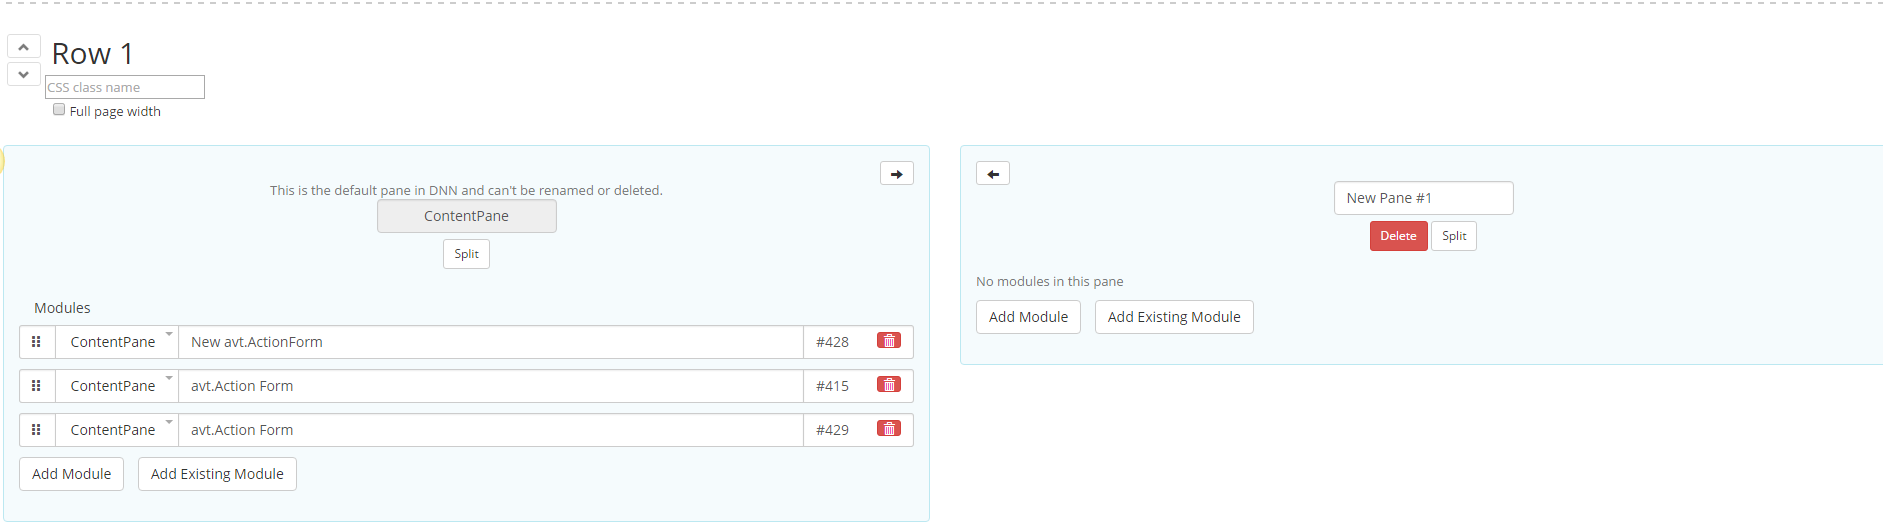 Row 1
CSS class name
Full page width
This is the default pane in DNN and can't be renamed or deleted.
ContentPane
Split
Modules
ContentPane New avt.ActionForm #428
ContentPane avt.Action Form #415
ContentPane avt.Action Form #429
Add Module Add Existing Module
New Pane #1
Delete Split
No modules in this pane
Add Module Add Existing Module